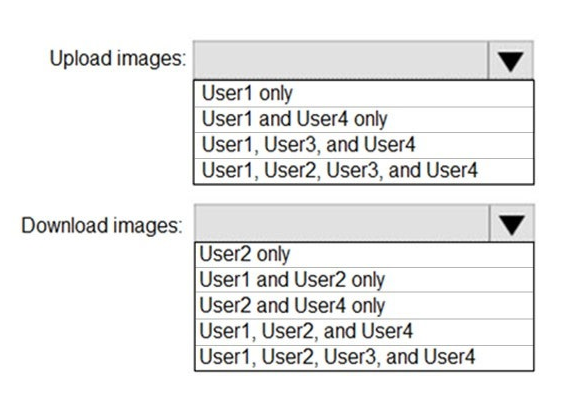 Upload images:
User1 only
User1 and User4 only
User1, User3, and User4
User1, User2, User3, and User4
Download images:
User2 only
User1 and User2 only
User2 and User4 only
User1, User2, and User4
User1, User2, User3, and User4